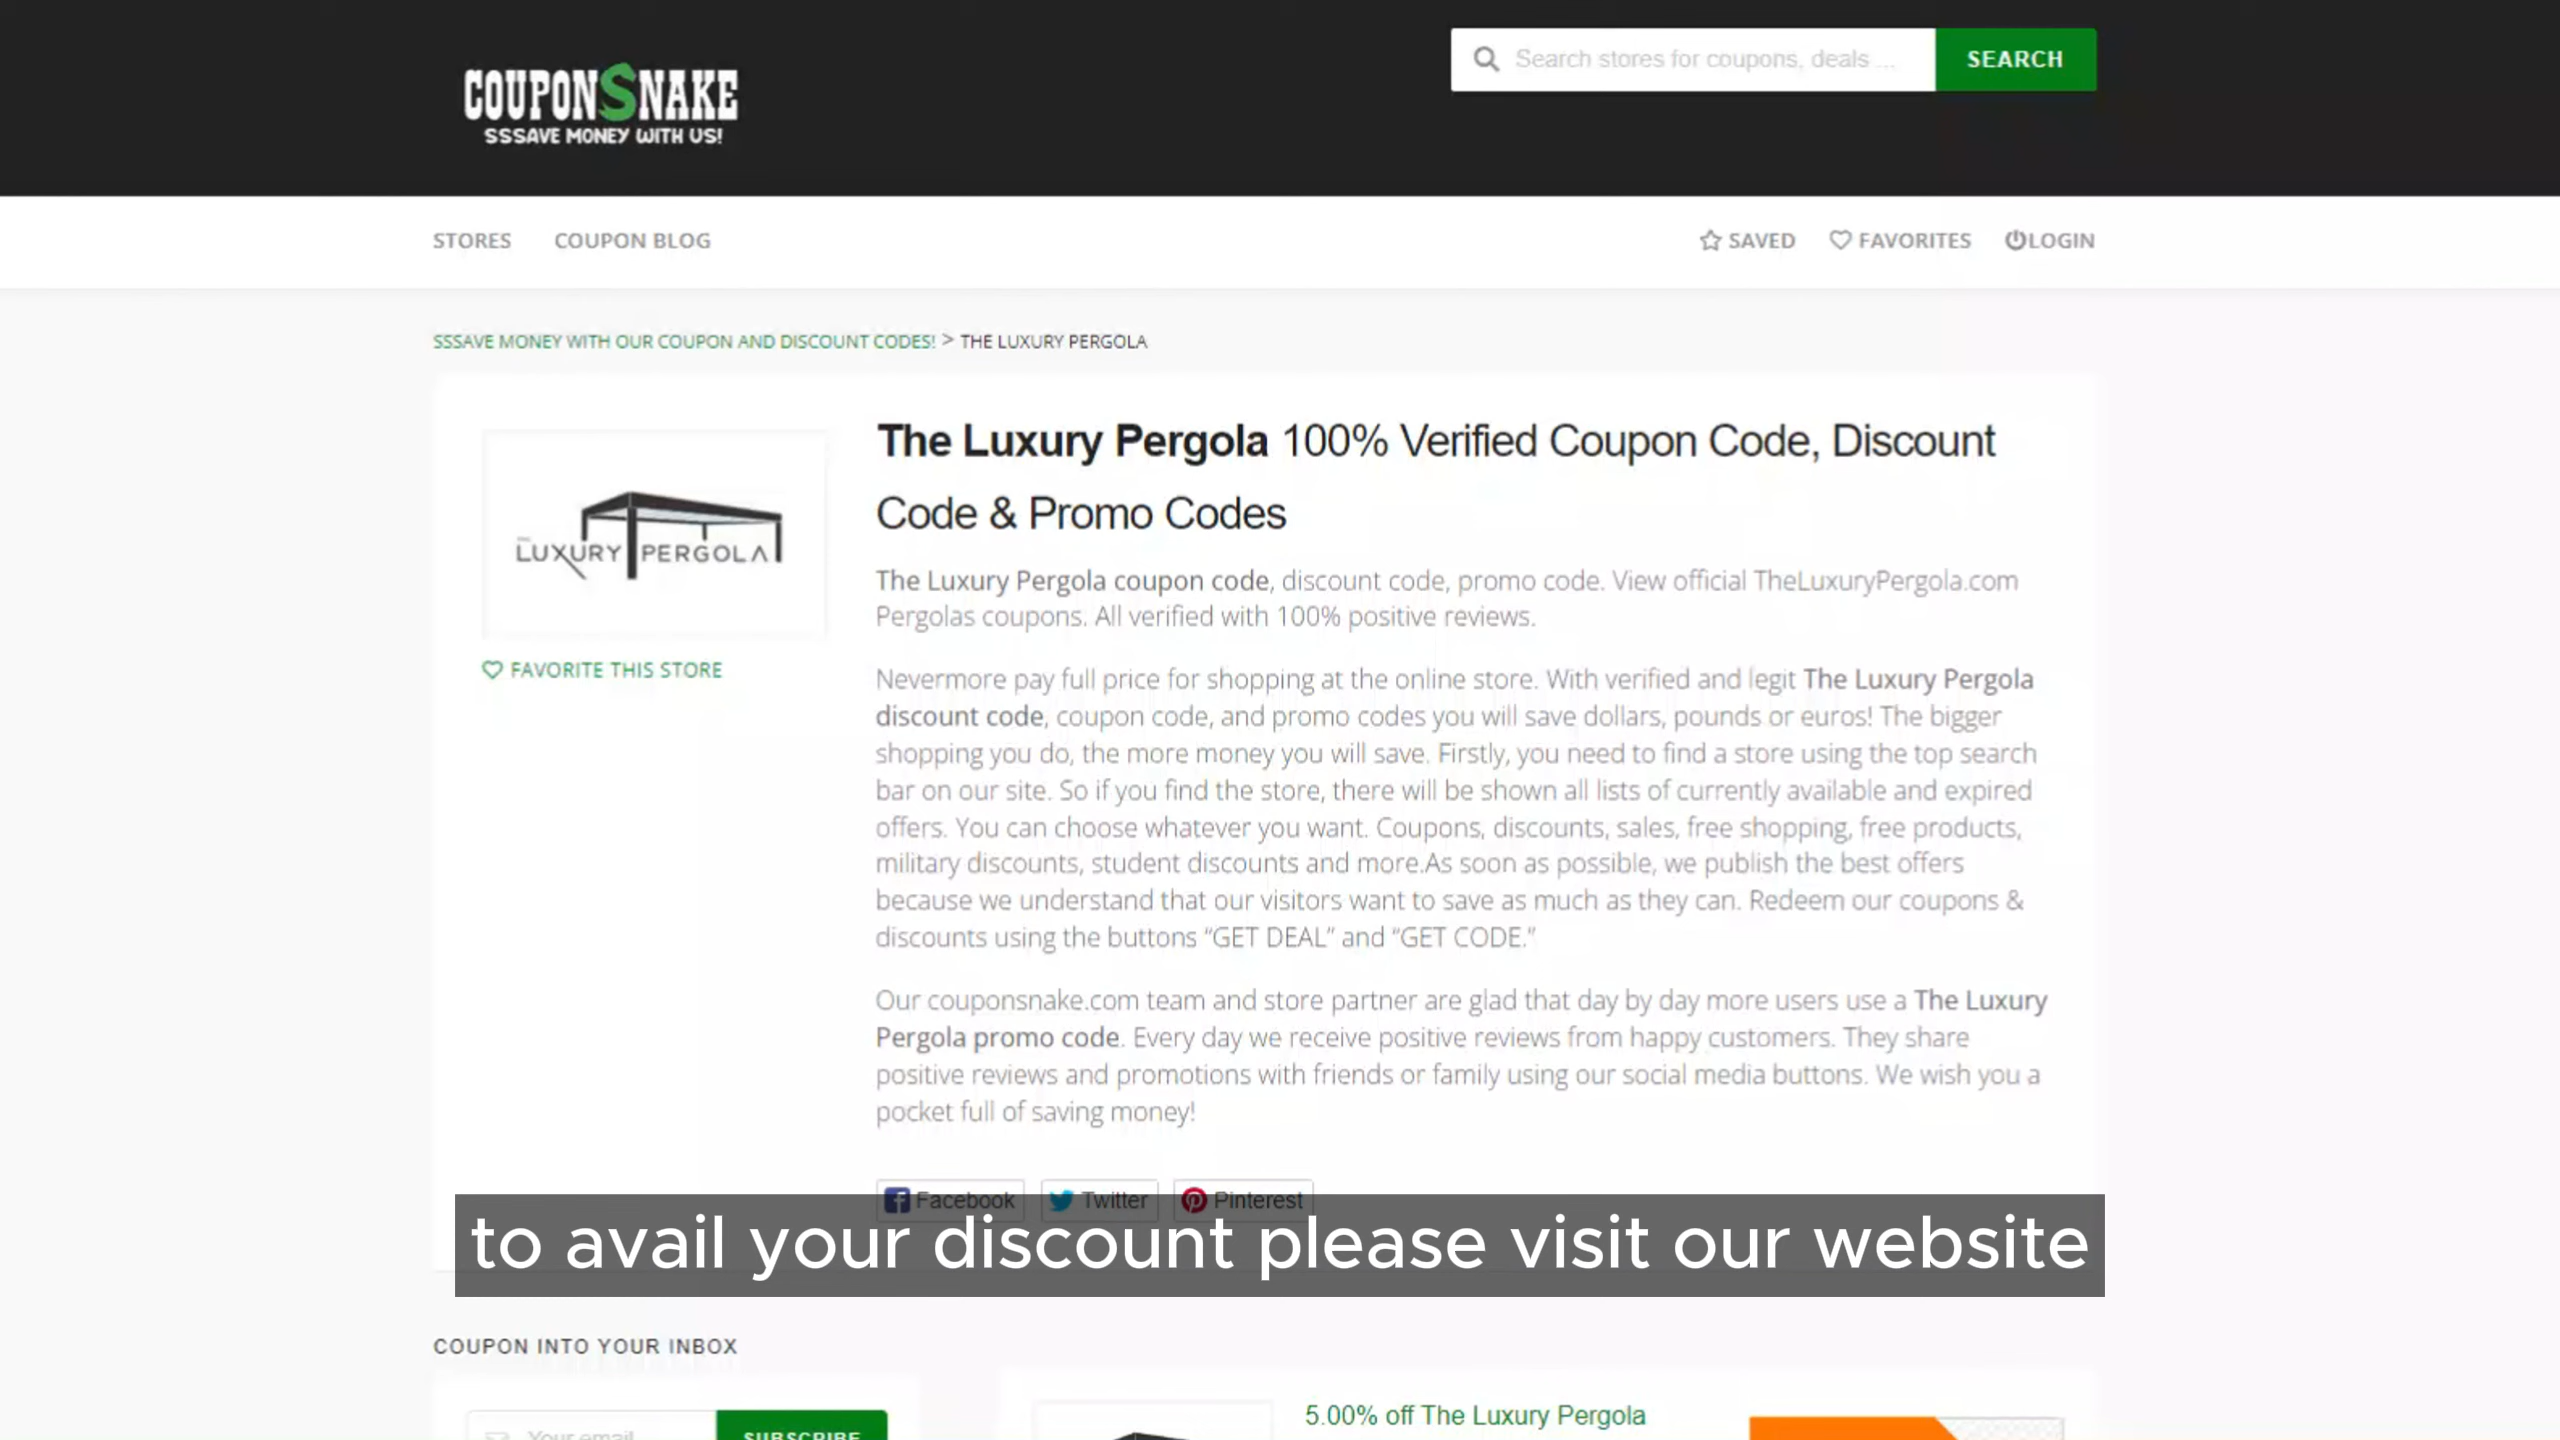 COUPONSNAKE
SSSAVE MONEY WITH US!
Search stores for coupons, deals ...
SEARCH
STORES
COUPON BLOG
SAVED
FAVORITES
LOGIN
SSSAVE MONEY WITH OUR COUPON AND DISCOUNT CODES! > THE LUXURY PERGOLA
THE
LUXURY PERGOLA
FAVORITE THIS STORE
The Luxury Pergola 100% Verified Coupon Code, Discount
Code & Promo Codes
The Luxury Pergola coupon code, discount code, promo code. View official TheLuxuryPergola.com
Pergolas coupons. All verified with 100% positive reviews.
Nevermore pay full price for shopping at the online store. With verified and legit The Luxury Pergola
discount code, coupon code, and promo codes you will save dollars, pounds or euros! The bigger
shopping you do, the more money you will save. Firstly, you need to find a store using the top search
bar on our site. So if you find the store, there will be shown all lists of currently available and expired
offers. You can choose whatever you want. Coupons, discounts, sales, free shopping, free products,
military discounts, student discounts and more.As soon as possible, we publish the best offers
because we understand that our visitors want to save as much as they can. Redeem our coupons &
discounts using the buttons “GET DEAL” and “GET CODE.”
Our couponsnake.com team and store partner are glad that day by day more users use a The Luxury
Pergola promo code. Every day we receive positive reviews from happy customers. They share
positive reviews and promotions with friends or family using our social media buttons. We wish you a
pocket full of saving money!
Facebook
Twitter
Pinterest
to avail your discount please visit our website
COUPON INTO YOUR INBOX
Your email
SUBSCRIBE
5.00% off The Luxury Pergola